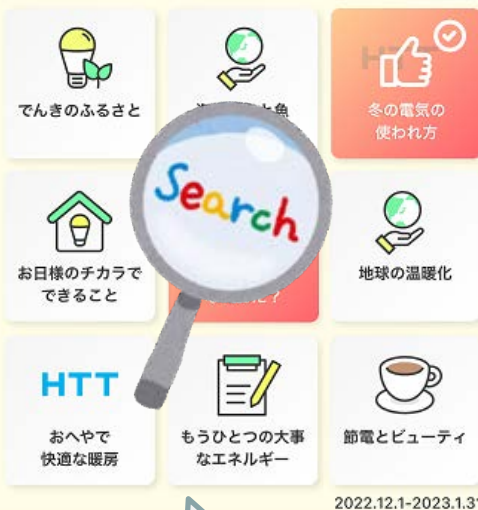 でんきのふるさと
と魚
HTT
冬の電気の
使われ方
お日様のチカラで
できること
Search
地球の温暖化
HTT
おへやで
快適な暖房
もうひとつの大事
なエネルギー
節電とビューティ
2022.12.1-2023.1.31